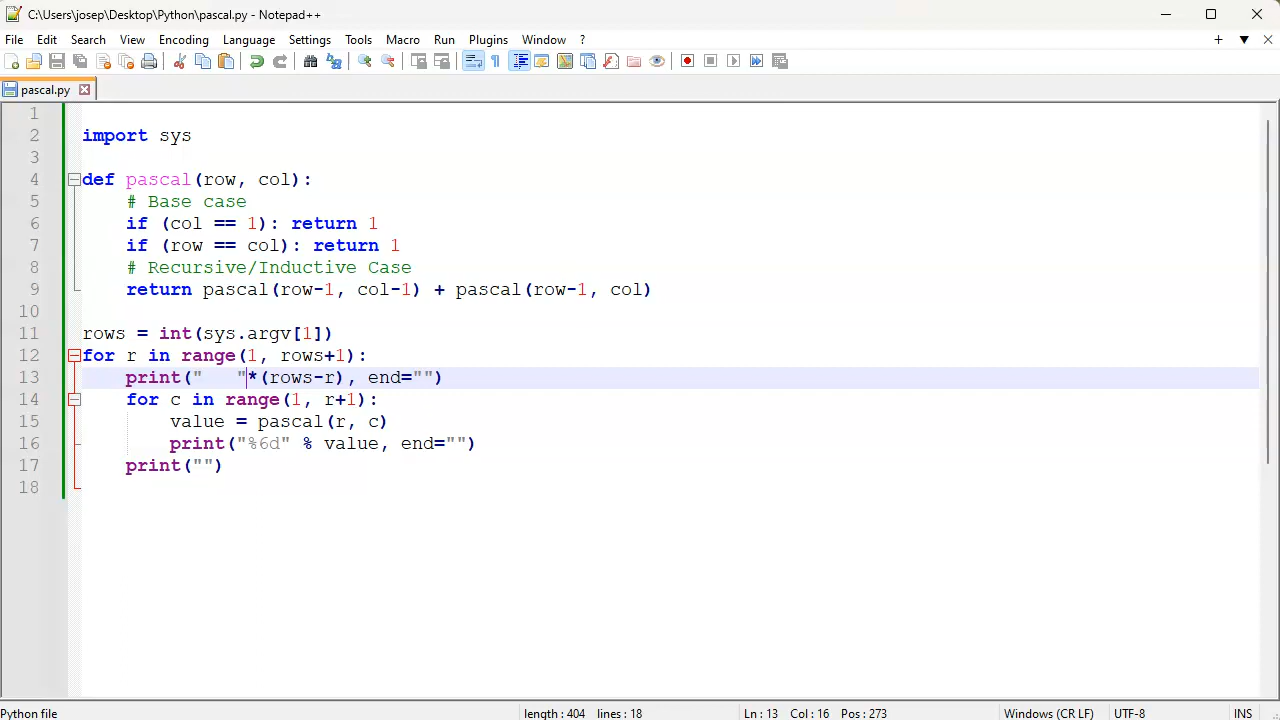 C:\Users\josep\Desktop\Python\pascal.py - Notepad++
File Edit Search View Encoding Language Settings Tools Macro Run Plugins Window ?
+ ▼ ✕
pascal.py
1
2 import sys
3
4 def pascal(row, col):
5     # Base case
6     if (col == 1): return 1
7     if (row == col): return 1
8     # Recursive/Inductive Case
9     return pascal(row-1, col-1) + pascal(row-1, col)
10
11 rows = int(sys.argv[1])
12 for r in range(1, rows+1):
13     print("   "*(rows-r), end="")
14     for c in range(1, r+1):
15         value = pascal(r, c)
16         print("%6d" % value, end="")
17     print("")
18
Python file length : 404 lines : 18 Ln : 13 Col : 16 Pos : 273 Windows (CR LF) UTF-8 INS